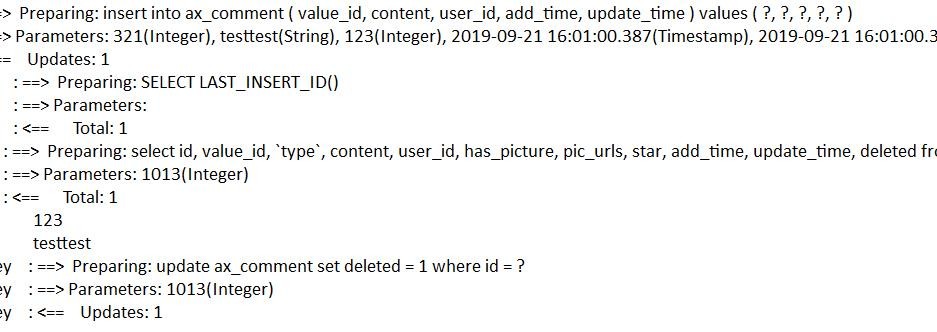 => Preparing: insert into ax_comment ( value_id, content, user_id, add_time, update_time ) values ( ?, ?, ?, ?, ? )
=> Parameters: 321(Integer), testtest(String), 123(Integer), 2019-09-21 16:01:00.387(Timestamp), 2019-09-21 16:01:00.3
== Updates: 1
: ==> Preparing: SELECT LAST_INSERT_ID()
: ==> Parameters:
: <== Total: 1
: ==> Preparing: select id, value_id, `type`, content, user_id, has_picture, pic_urls, star, add_time, update_time, deleted fro
: ==> Parameters: 1013(Integer)
: <== Total: 1
123
testtest
ey : ==> Preparing: update ax_comment set deleted = 1 where id = ?
ey : ==> Parameters: 1013(Integer)
ey : <== Updates: 1